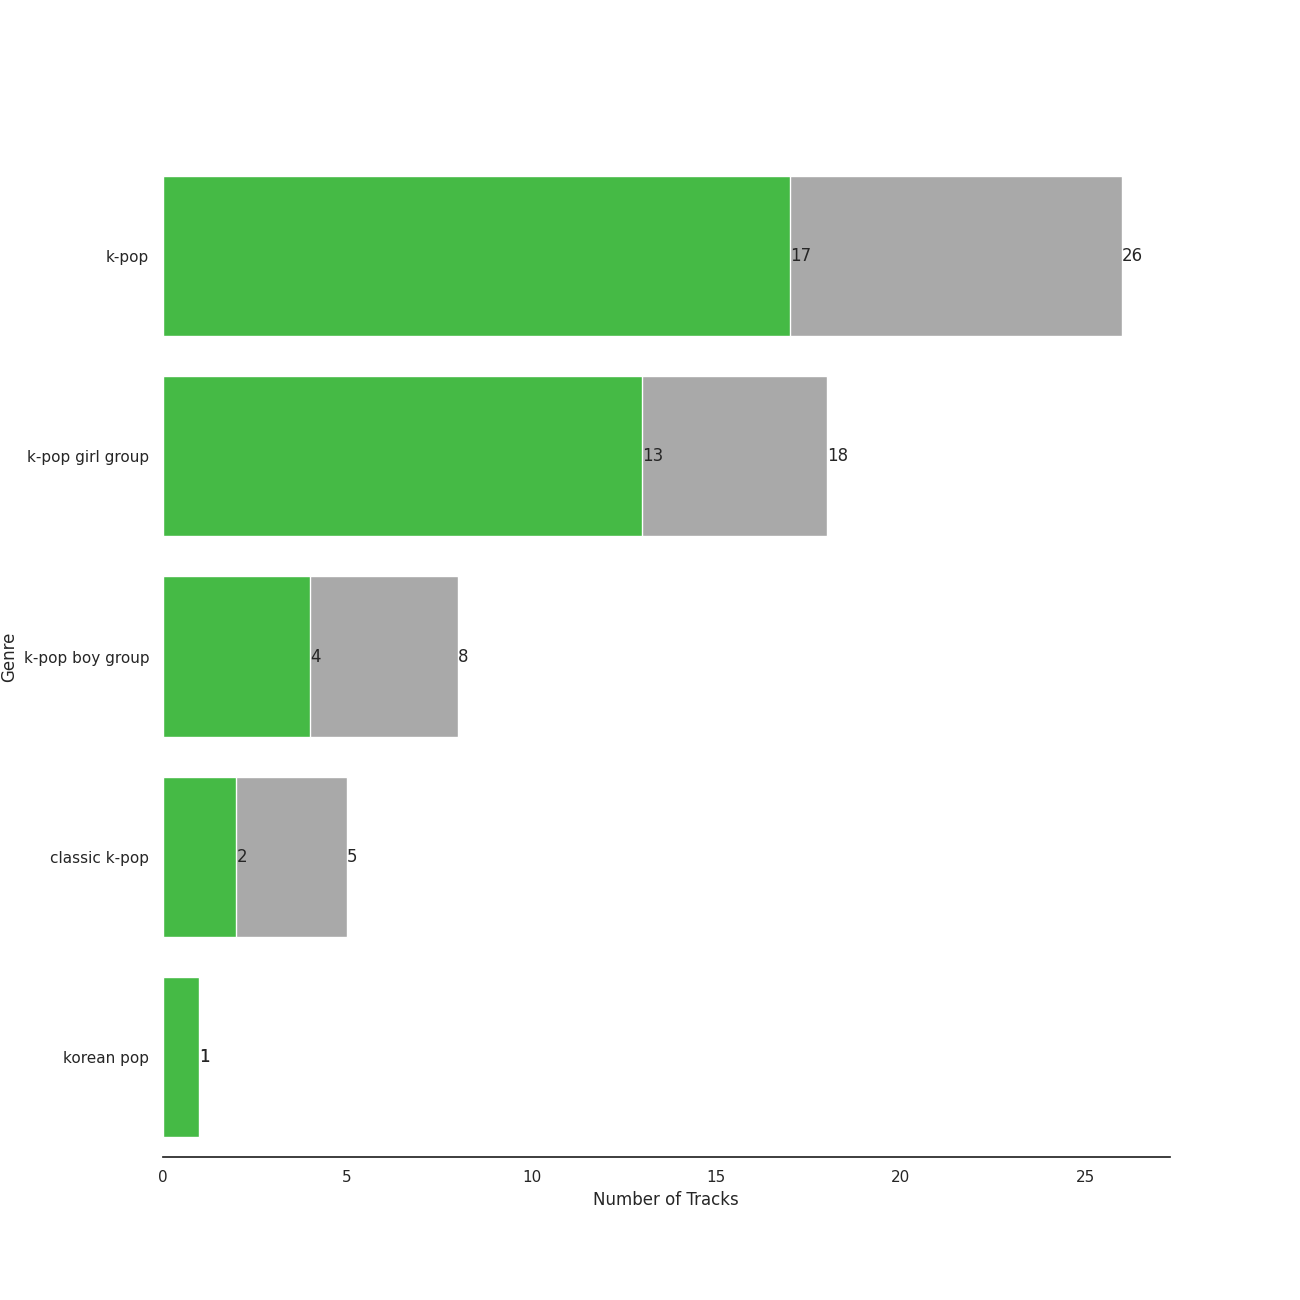 k-pop
17
26
k-pop girl group
13
18
Genre
k-pop boy group
4
8
classic k-pop
2
5
korean pop
1
0 5 10 15 20 25
Number of Tracks